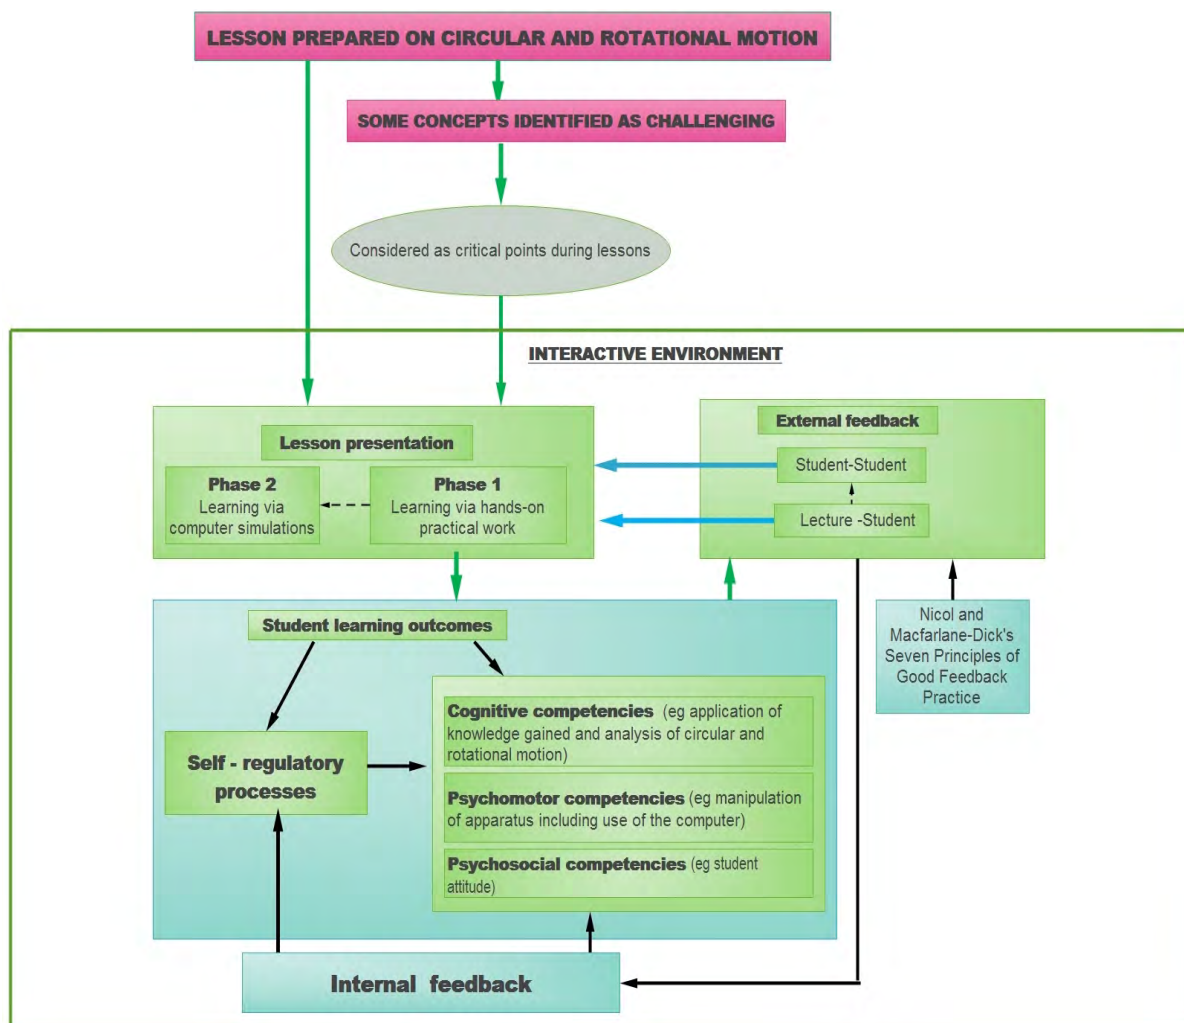 LESSON PREPARED ON CIRCULAR AND ROTATIONAL MOTION
SOME CONCEPTS IDENTIFIED AS CHALLENGING
Considered as critical points during lessons
INTERACTIVE ENVIRONMENT
Lesson presentation
Phase 2
Learning via
computer simulations
Phase 1
Learning via hands-on
practical work
External feedback
Student-Student
Lecture -Student
Nicol and
Macfarlane-Dick's
Seven Principles of
Good Feedback
Practice
Student learning outcomes
Self - regulatory
processes
Cognitive competencies (eg application of
knowledge gained and analysis of circular and
rotational motion)
Psychomotor competencies (eg manipulation
of apparatus including use of the computer)
Psychosocial competencies (eg student
attitude)
Internal feedback